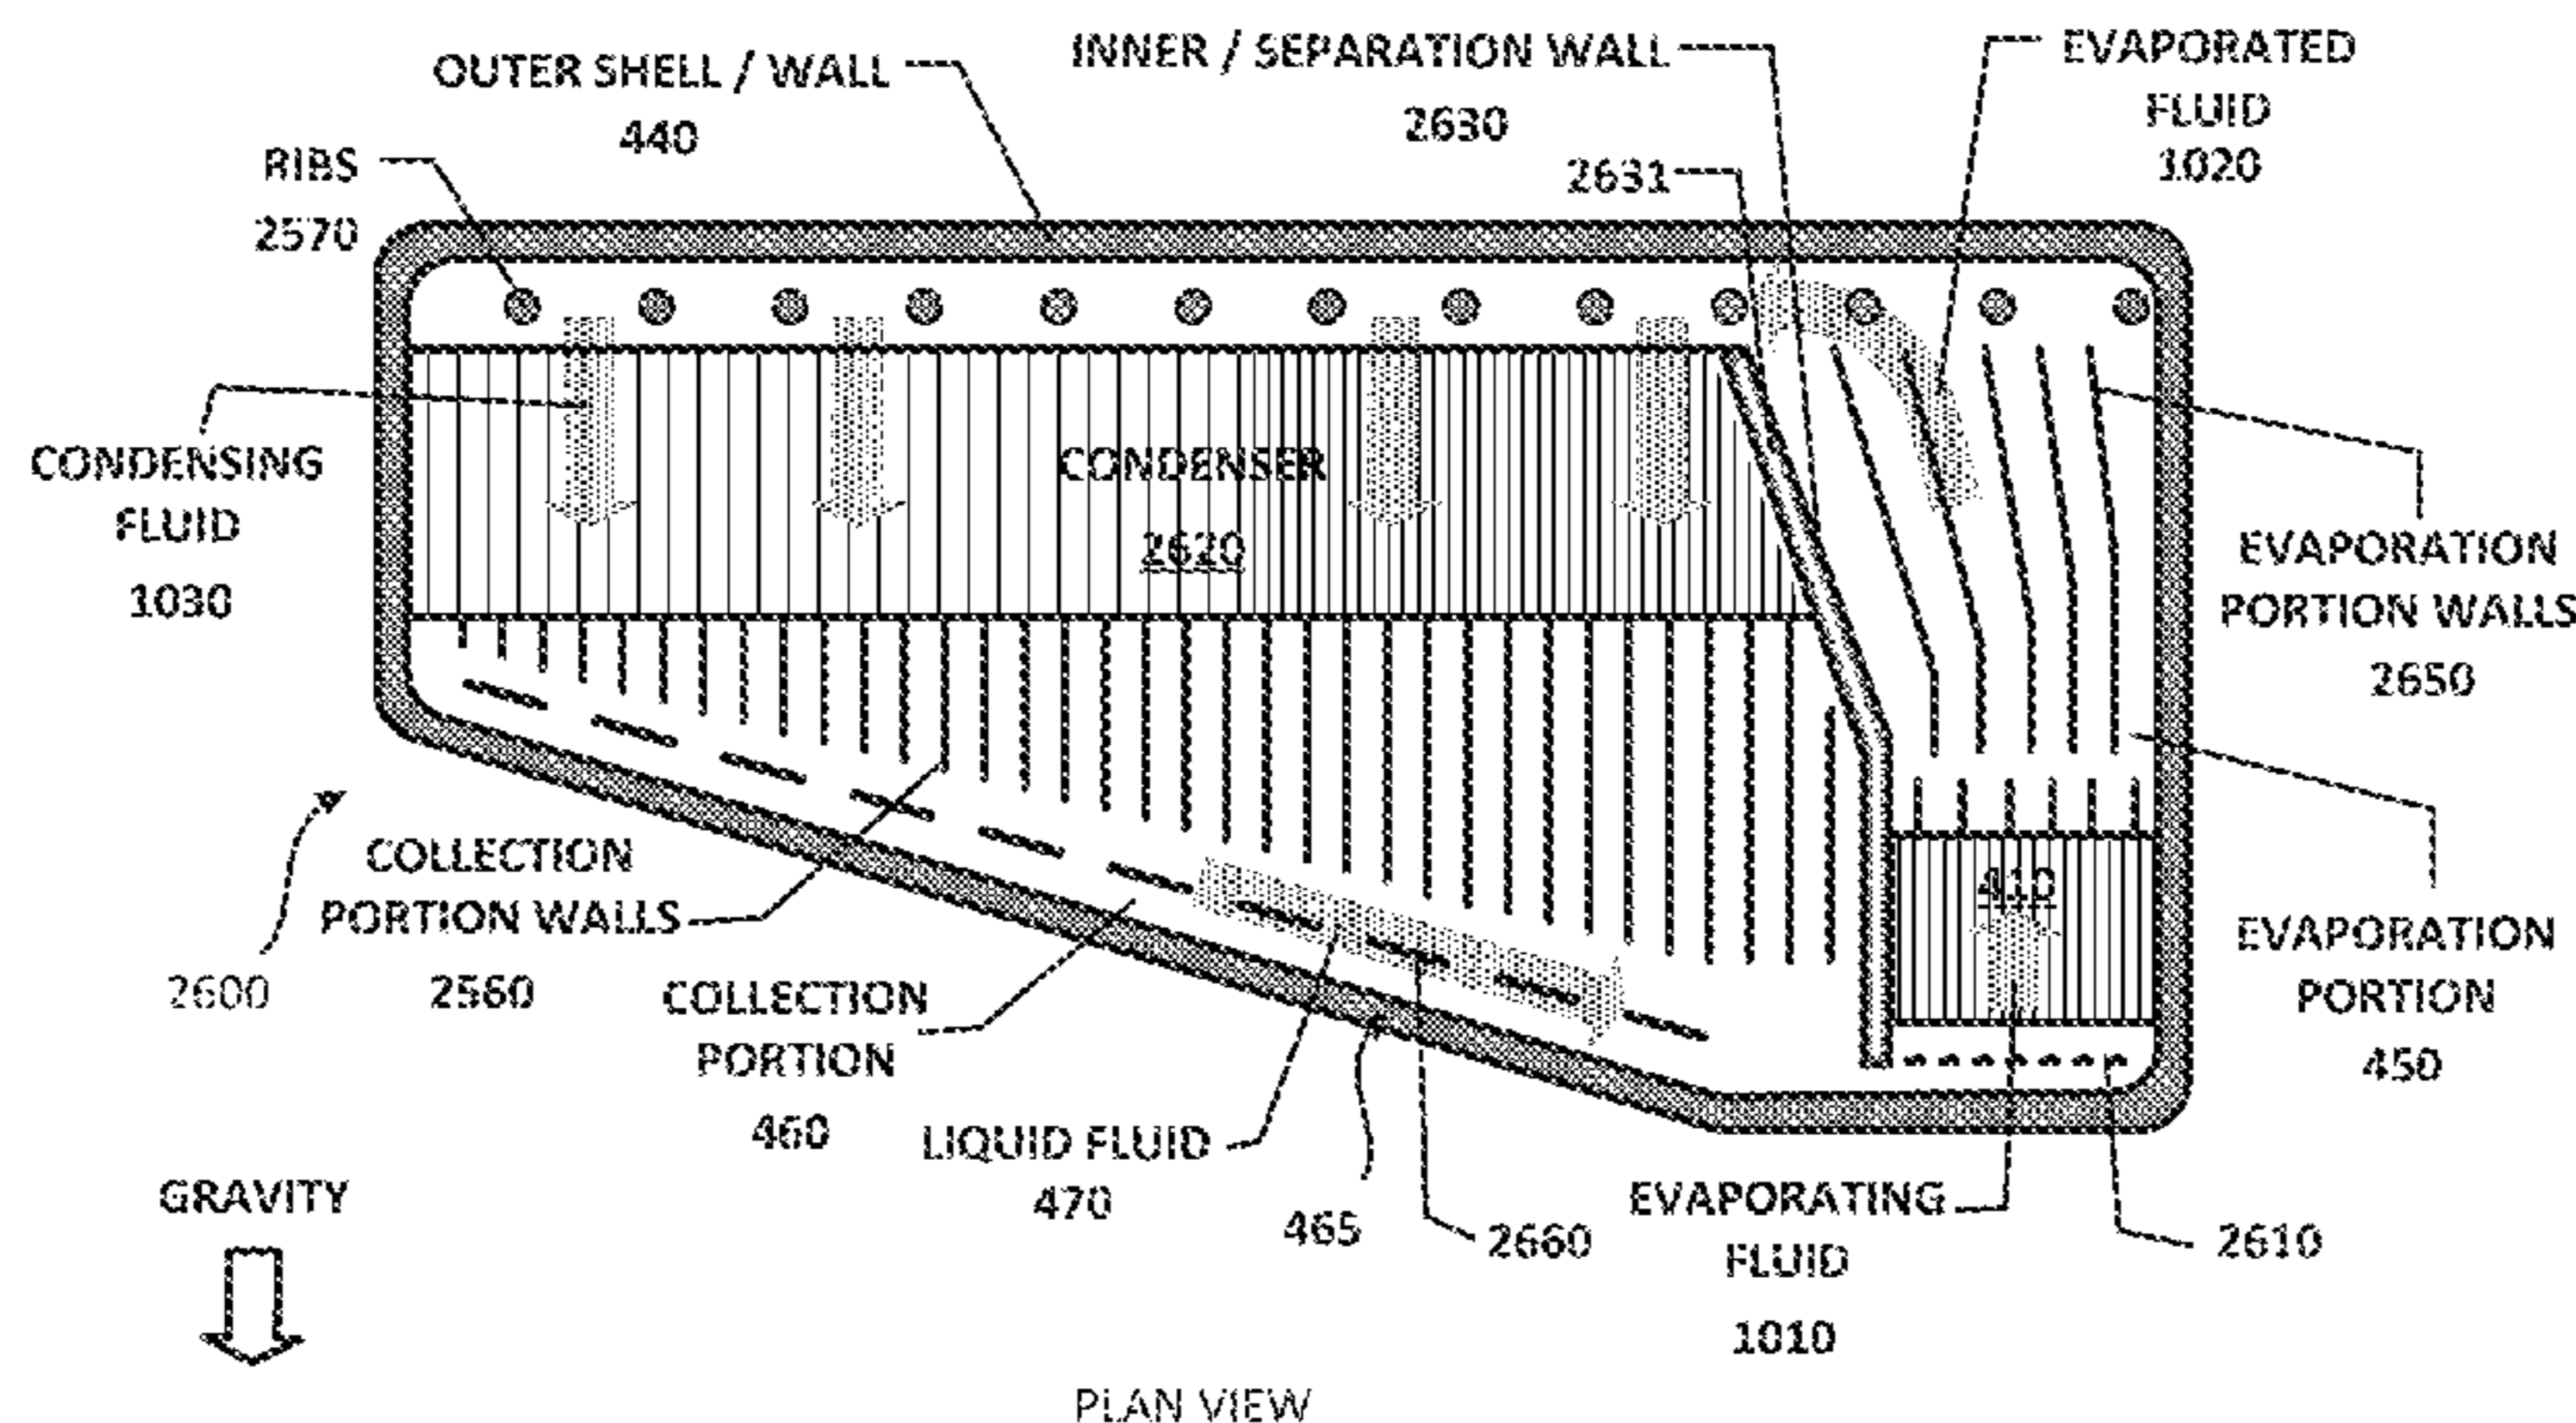 OUTER SHELL / WALL
440
INNER / SEPARATION WALL
2630
EVAPORATED
FLUID
1020
RIBS
2570
2631
CONDENSING
FLUID
1030
CONDENSER
2620
EVAPORATION
PORTION WALLS
2650
COLLECTION
PORTION WALLS
2560
2600
COLLECTION
PORTION
460
410
EVAPORATION
PORTION
450
LIQUID FLUID
470
465
2660
EVAPORATING
FLUID
1010
2610
GRAVITY
PLAN VIEW